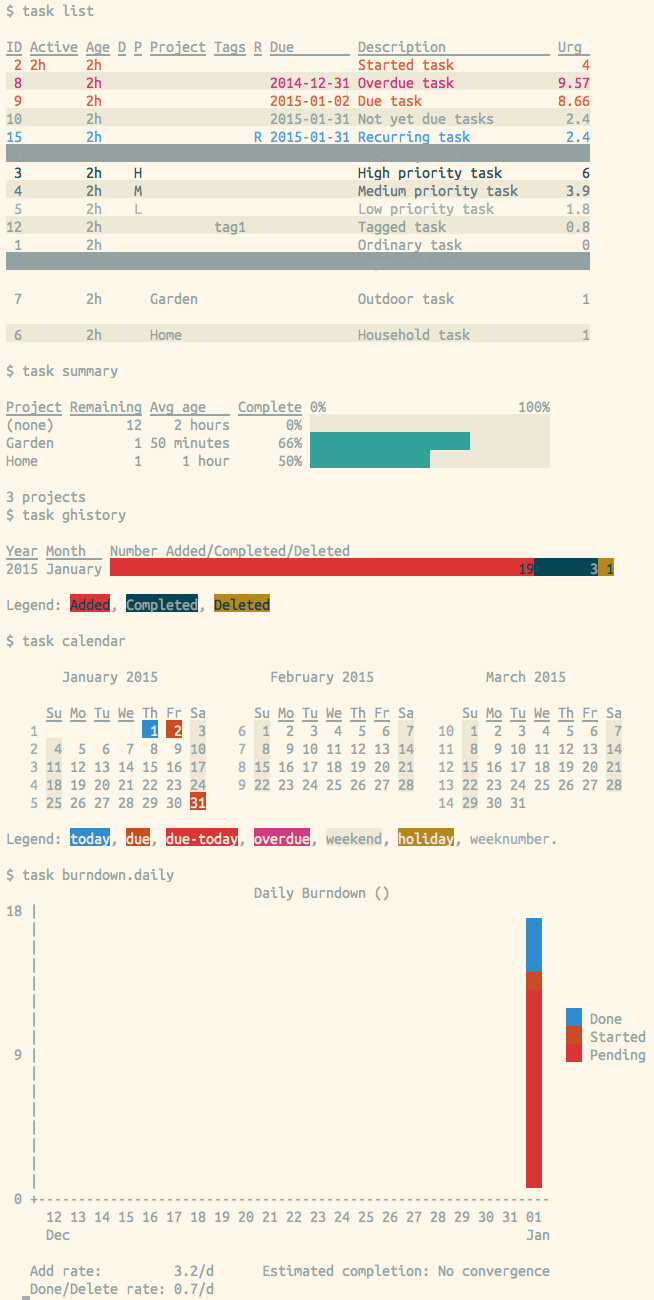 $ task list
ID Active Age D P Project Tags R Due Description Urg
2 2h 2h Started task 4
8 2h 2014-12-31 Overdue task 9.57
9 2h 2015-01-02 Due task 8.66
10 2h 2015-01-31 Not yet due tasks 2.4
15 2h R 2015-01-31 Recurring task 2.4
3 2h H High priority task 6
4 2h M Medium priority task 3.9
5 2h L Low priority task 1.8
12 2h tag1 Tagged task 0.8
1 2h Ordinary task 0
7 2h Garden Outdoor task 1
6 2h Home Household task 1
$ task summary
Project Remaining Avg age Complete 0% 100%
(none) 12 2 hours 0%
Garden 1 50 minutes 66%
Home 1 1 hour 50%
3 projects
$ task ghistory
Year Month Number Added/Completed/Deleted
2015 January 19 3 1
Legend: Added, Completed, Deleted
$ task calendar
January 2015 February 2015 March 2015
Su Mo Tu We Th Fr Sa Su Mo Tu We Th Fr Sa Su Mo Tu We Th Fr Sa
1 1 2 3 6 1 2 3 4 5 6 7 10 1 2 3 4 5 6 7
2 4 5 6 7 8 9 10 7 8 9 10 11 12 13 14 11 8 9 10 11 12 13 14
3 11 12 13 14 15 16 17 8 15 16 17 18 19 20 21 12 15 16 17 18 19 20 21
4 18 19 20 21 22 23 24 9 22 23 24 25 26 27 28 13 22 23 24 25 26 27 28
5 25 26 27 28 29 30 31 14 29 30 31
Legend: today, due, due-today, overdue, weekend, holiday, weeknumber.
$ task burndown.daily
Daily Burndown ()
18
9
Done
Started
Pending
0
12 13 14 15 16 17 18 19 20 21 22 23 24 25 26 27 28 29 30 31 01
Dec Jan
Add rate: 3.2/d Estimated completion: No convergence
Done/Delete rate: 0.7/d